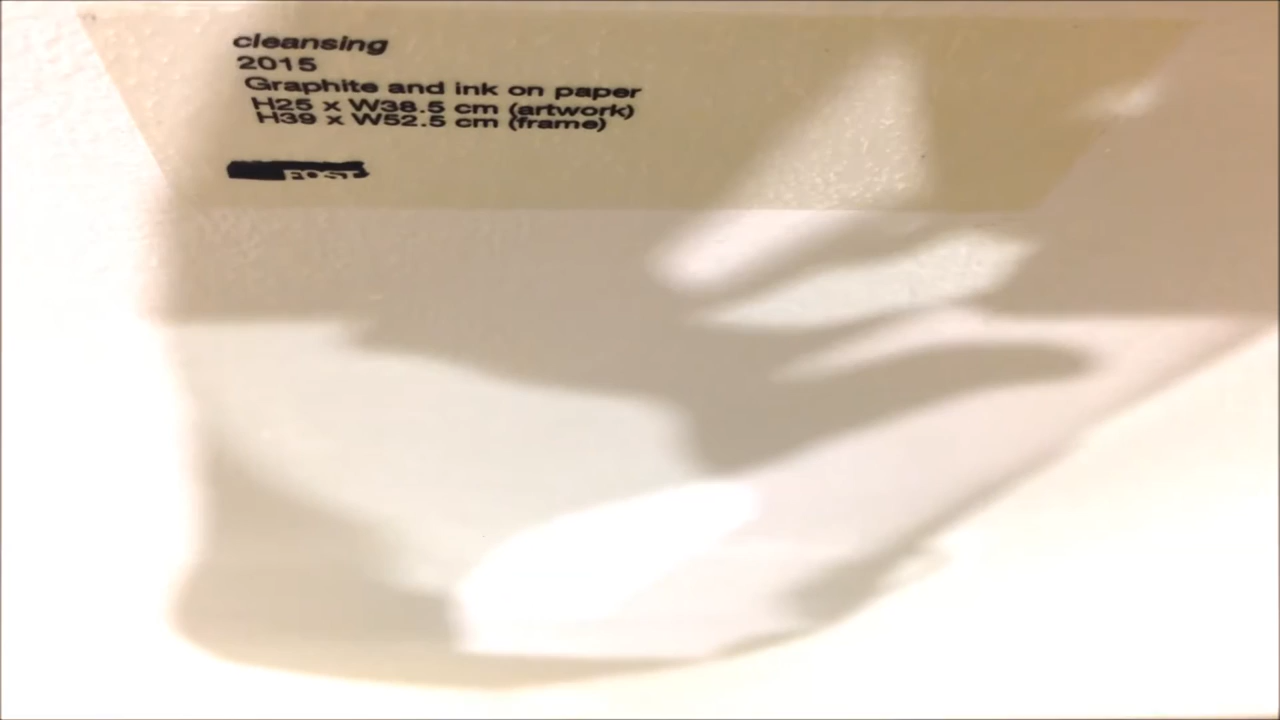 cleansing
2015
Graphite and ink on paper
H25 x W38.5 cm (artwork)
H39 x W52.5 cm (frame)